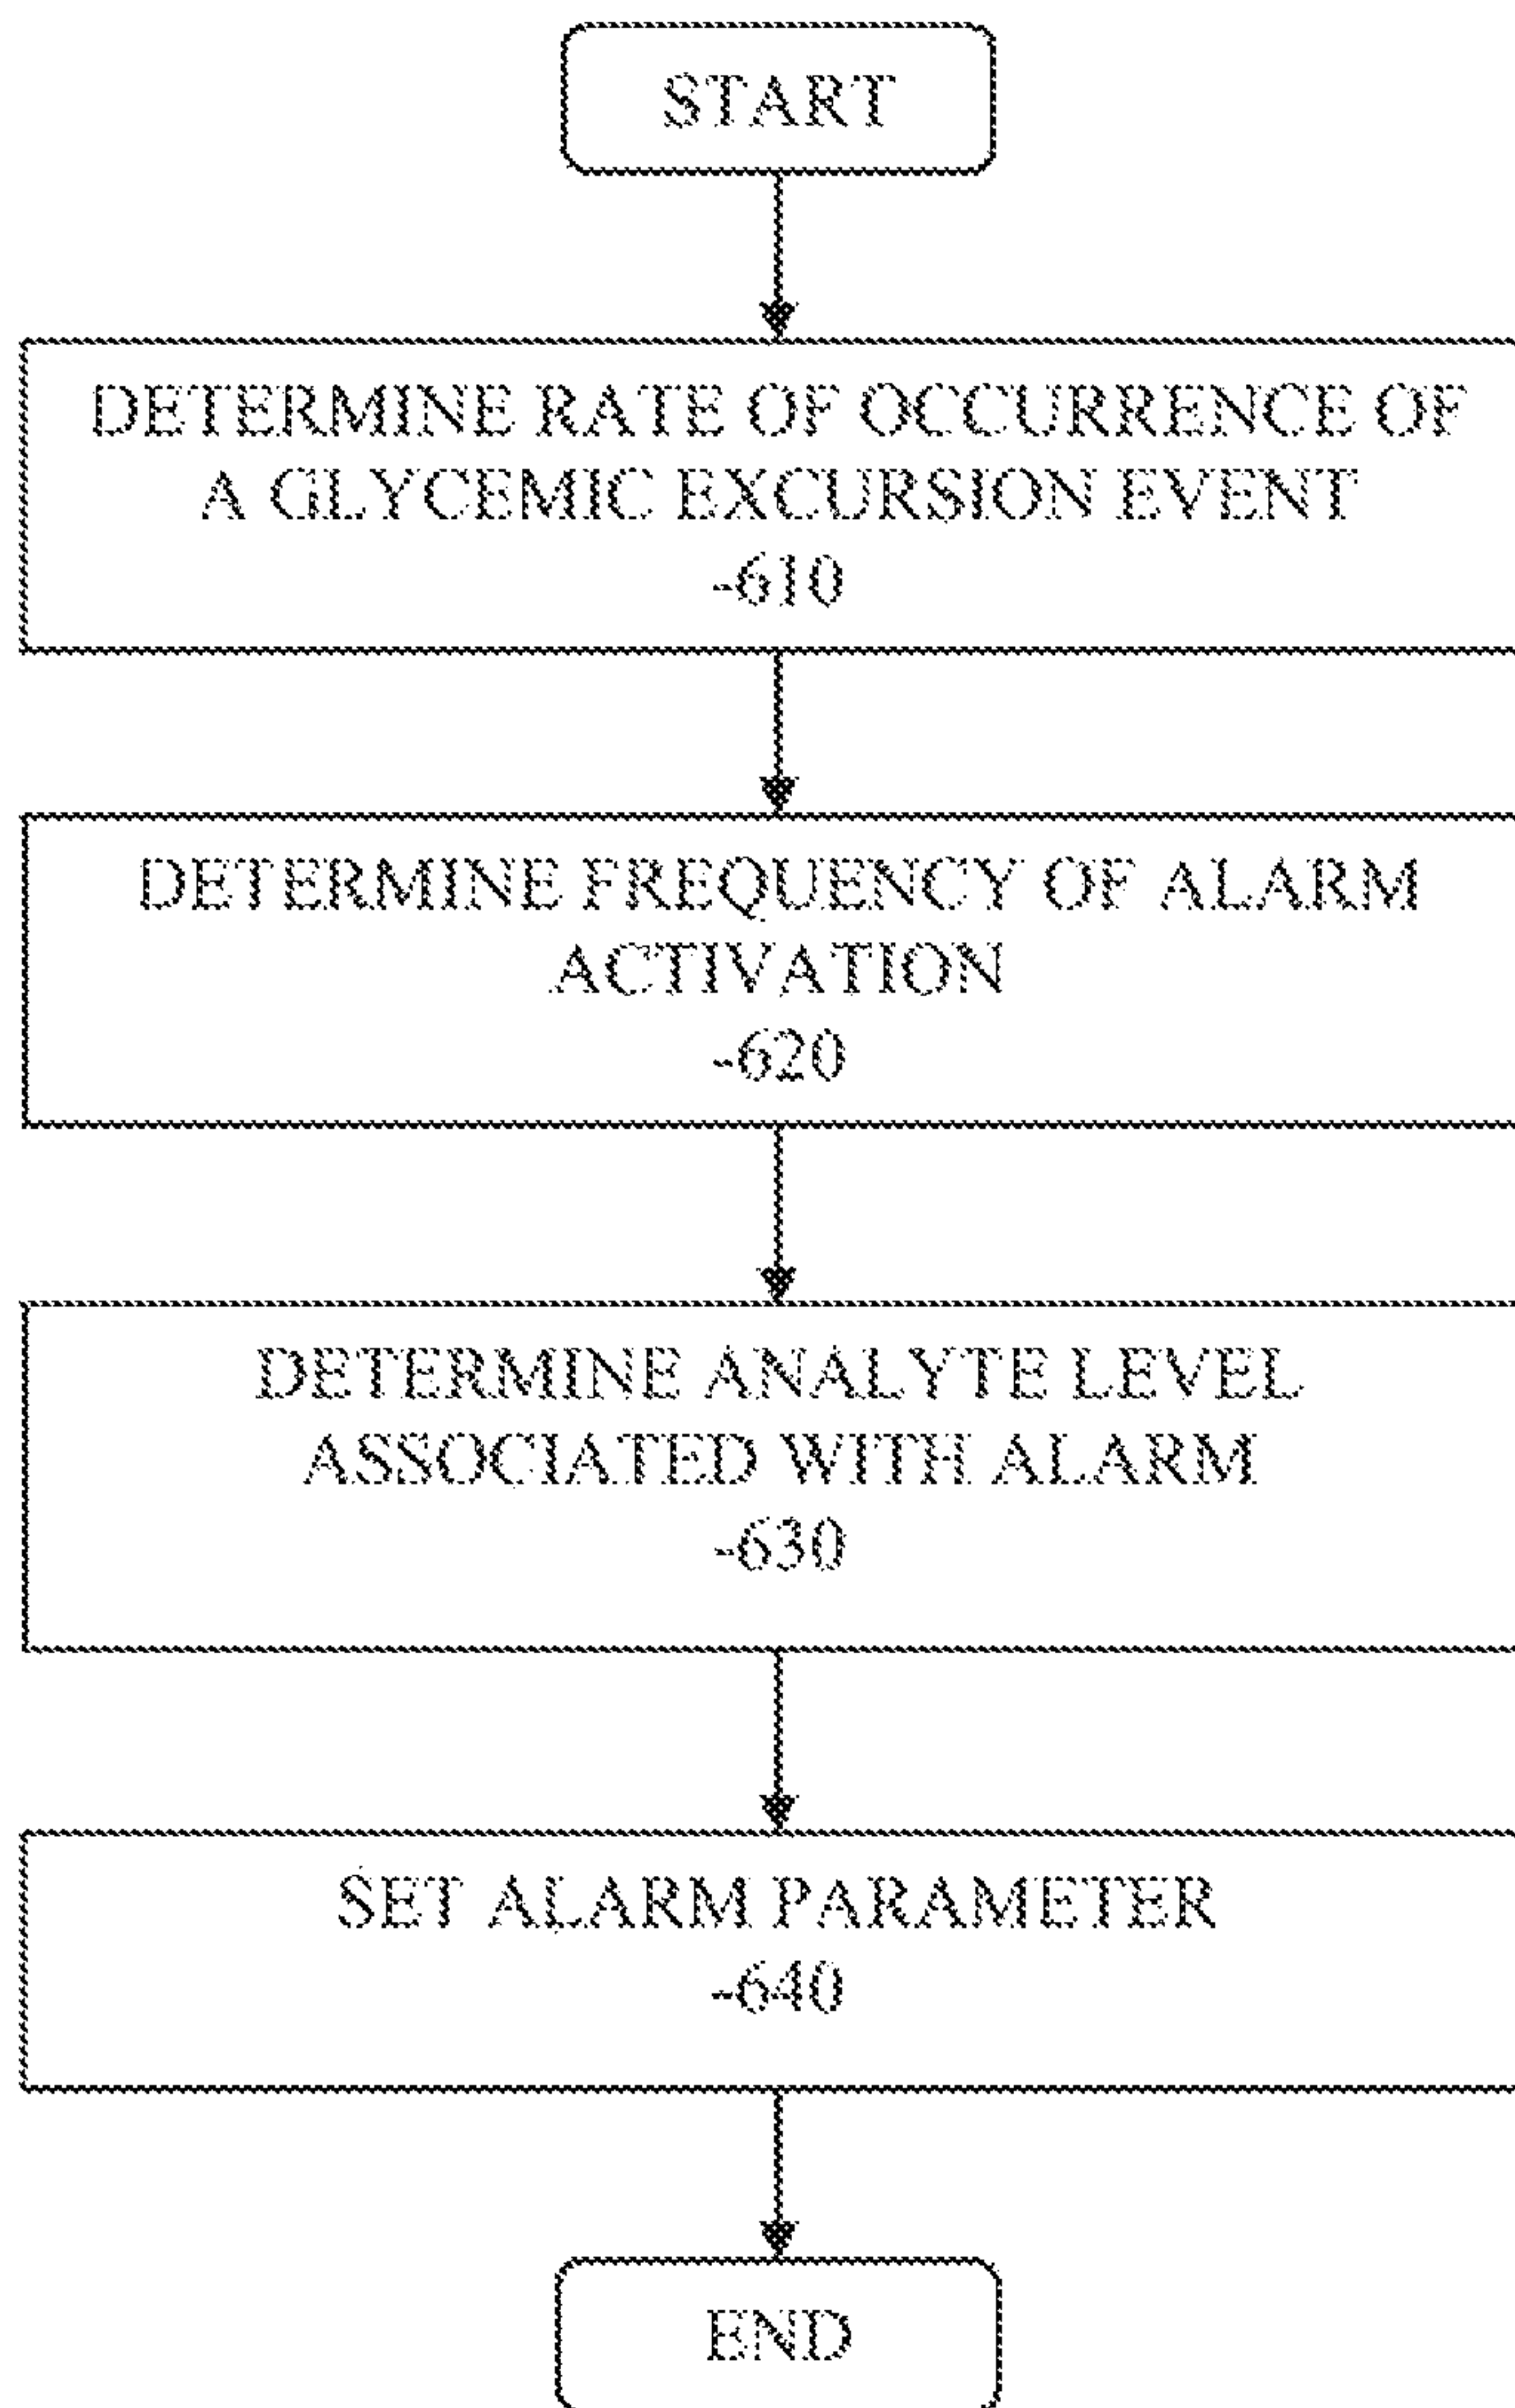 START
DETERMINE RATE OF OCCURRENCE OF
A GLYCEMIC EXCURSION EVENT
-610
DETERMINE FREQUENCY OF ALARM
ACTIVATION
-620
DETERMINE ANALYTE LEVEL
ASSOCIATED WITH ALARM
-630
SET ALARM PARAMETER
-640
END